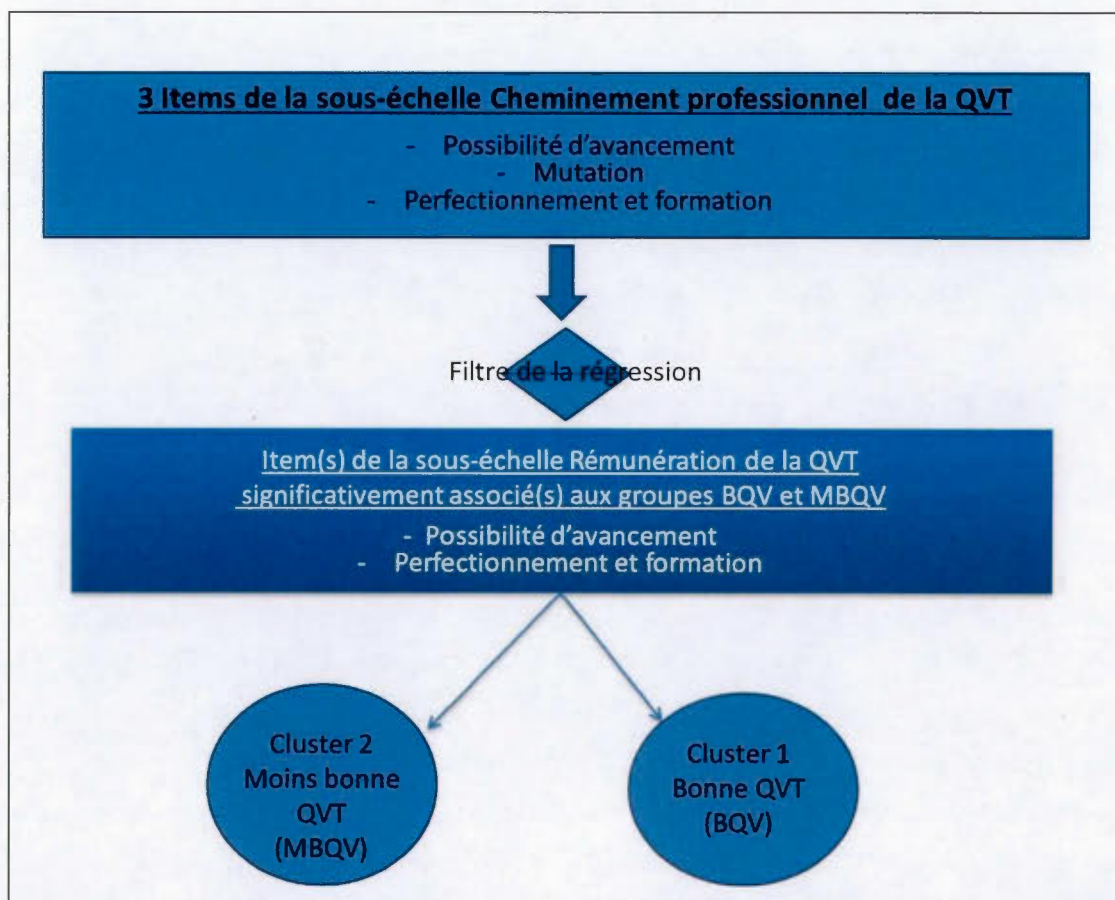 3 Items de la sous-échelle Cheminement professionnel de la QVT
- Possibilité d'avancement
- Mutation
- Perfectionnement et formation
Filtre de la régression
Item(s) de la sous-échelle Rémunération de la QVT
significativement associé(s) aux groupes BQV et MBQV
- Possibilité d'avancement
- Perfectionnement et formation
Cluster 2
Moins bonne
QVT
(MBQV)
Cluster 1
Bonne QVT
(BQV)